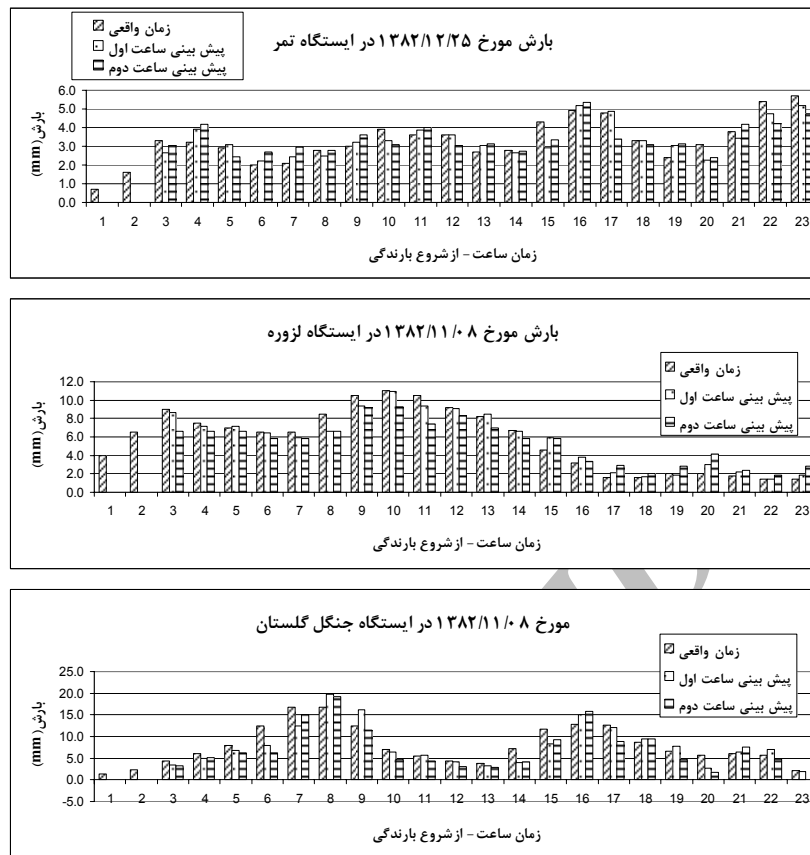 زمان واقعی
پیش بینی ساعت اول
پیش بینی ساعت دوم
بارش مورخ ۱۳۸۲/۱۲/۲۵ در ایستگاه تمر
بارش (mm)
6.0
5.0
4.0
3.0
2.0
1.0
0.0
1 2 3 4 5 6 7 8 9 10 11 12 13 14 15 16 17 18 19 20 21 22 23
زمان ساعت - از شروع بارندگی
بارش مورخ ۱۳۸۲/۱۱/۰۸ در ایستگاه لزوره
زمان واقعی
پیش بینی ساعت اول
پیش بینی ساعت دوم
بارش (mm)
12.0
10.0
8.0
6.0
4.0
2.0
0.0
1 2 3 4 5 6 7 8 9 10 11 12 13 14 15 16 17 18 19 20 21 22 23
زمان ساعت - از شروع بارندگی
مورخ ۱۳۸۲/۱۱/۰۸ در ایستگاه جنگل گلستان
زمان واقعی
پیش بینی ساعت اول
پیش بینی ساعت دوم
بارش (mm)
25.0
20.0
15.0
10.0
5.0
0.0
-5.0
1 2 3 4 5 6 7 8 9 10 11 12 13 14 15 16 17 18 19 20 21 22 23
زمان ساعت - از شروع بارندگی